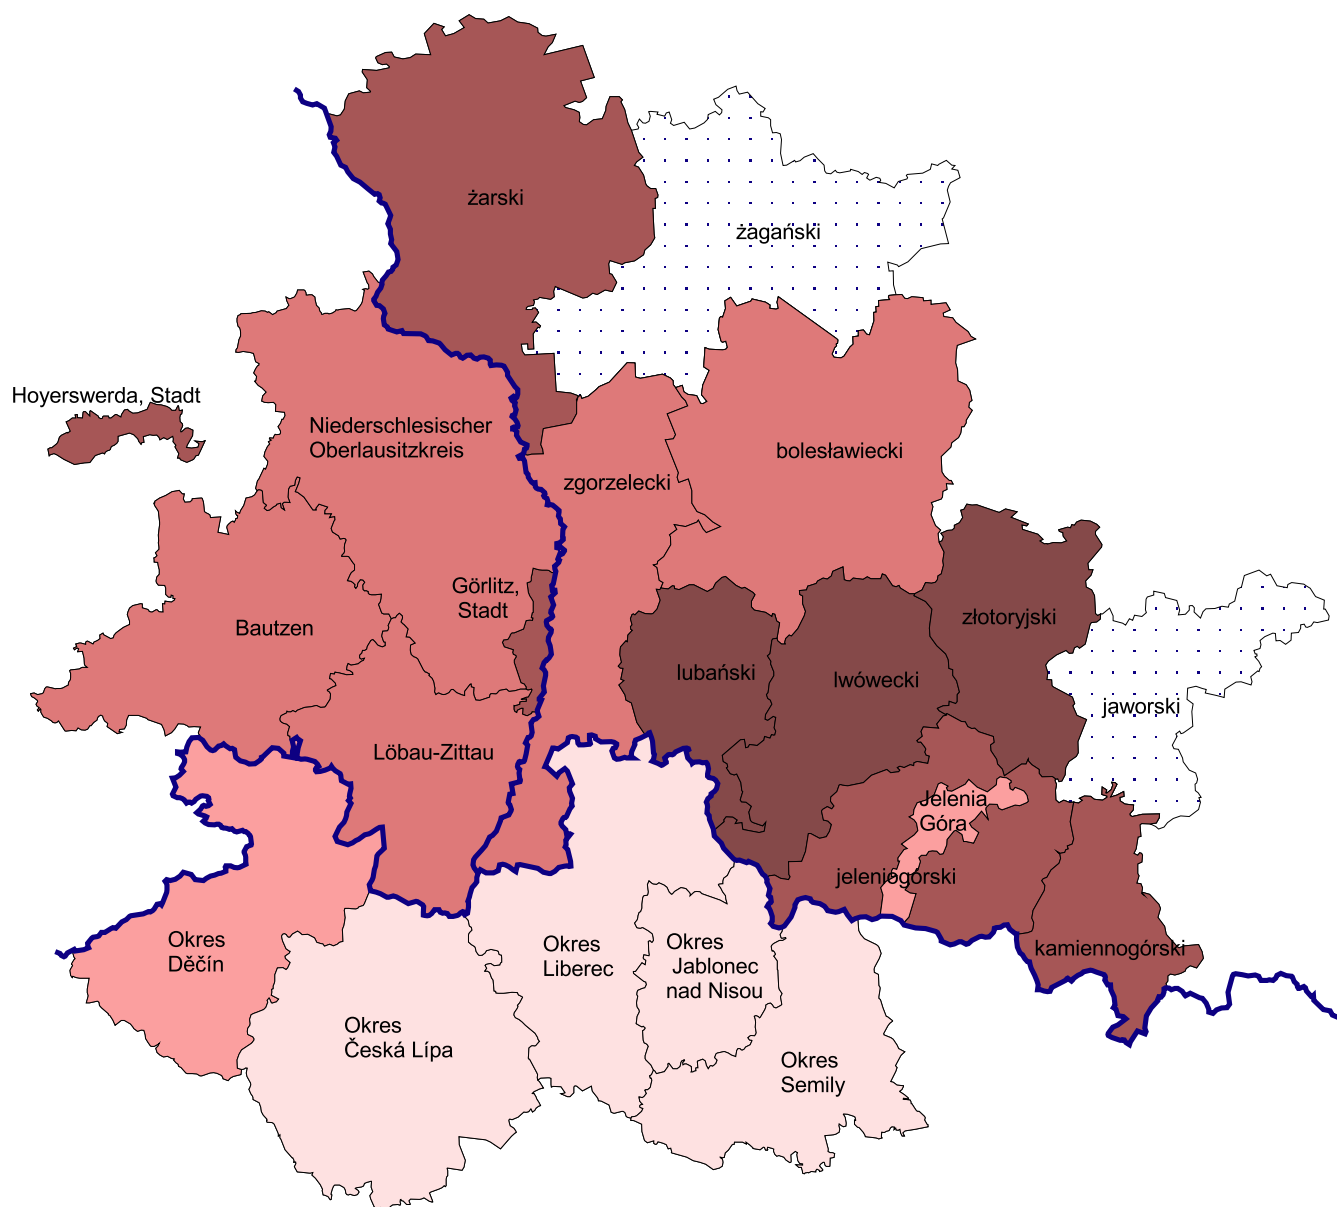 żarski
żagański
Hoyerswerda, Stadt
Niederschlesischer
Oberlausitzkreis
bolesławiecki
zgorzelecki
Görlitz,
Stadt
złotoryjski
Bautzen
lubański
lwówecki
jaworski
Löbau-Zittau
Jelenia
Góra
jeleniogórski
Okres
Děčín
Okres
Liberec
Okres
Jablonec
nad Nisou
kamiennogórski
Okres
Česká Lípa
Okres
Semily